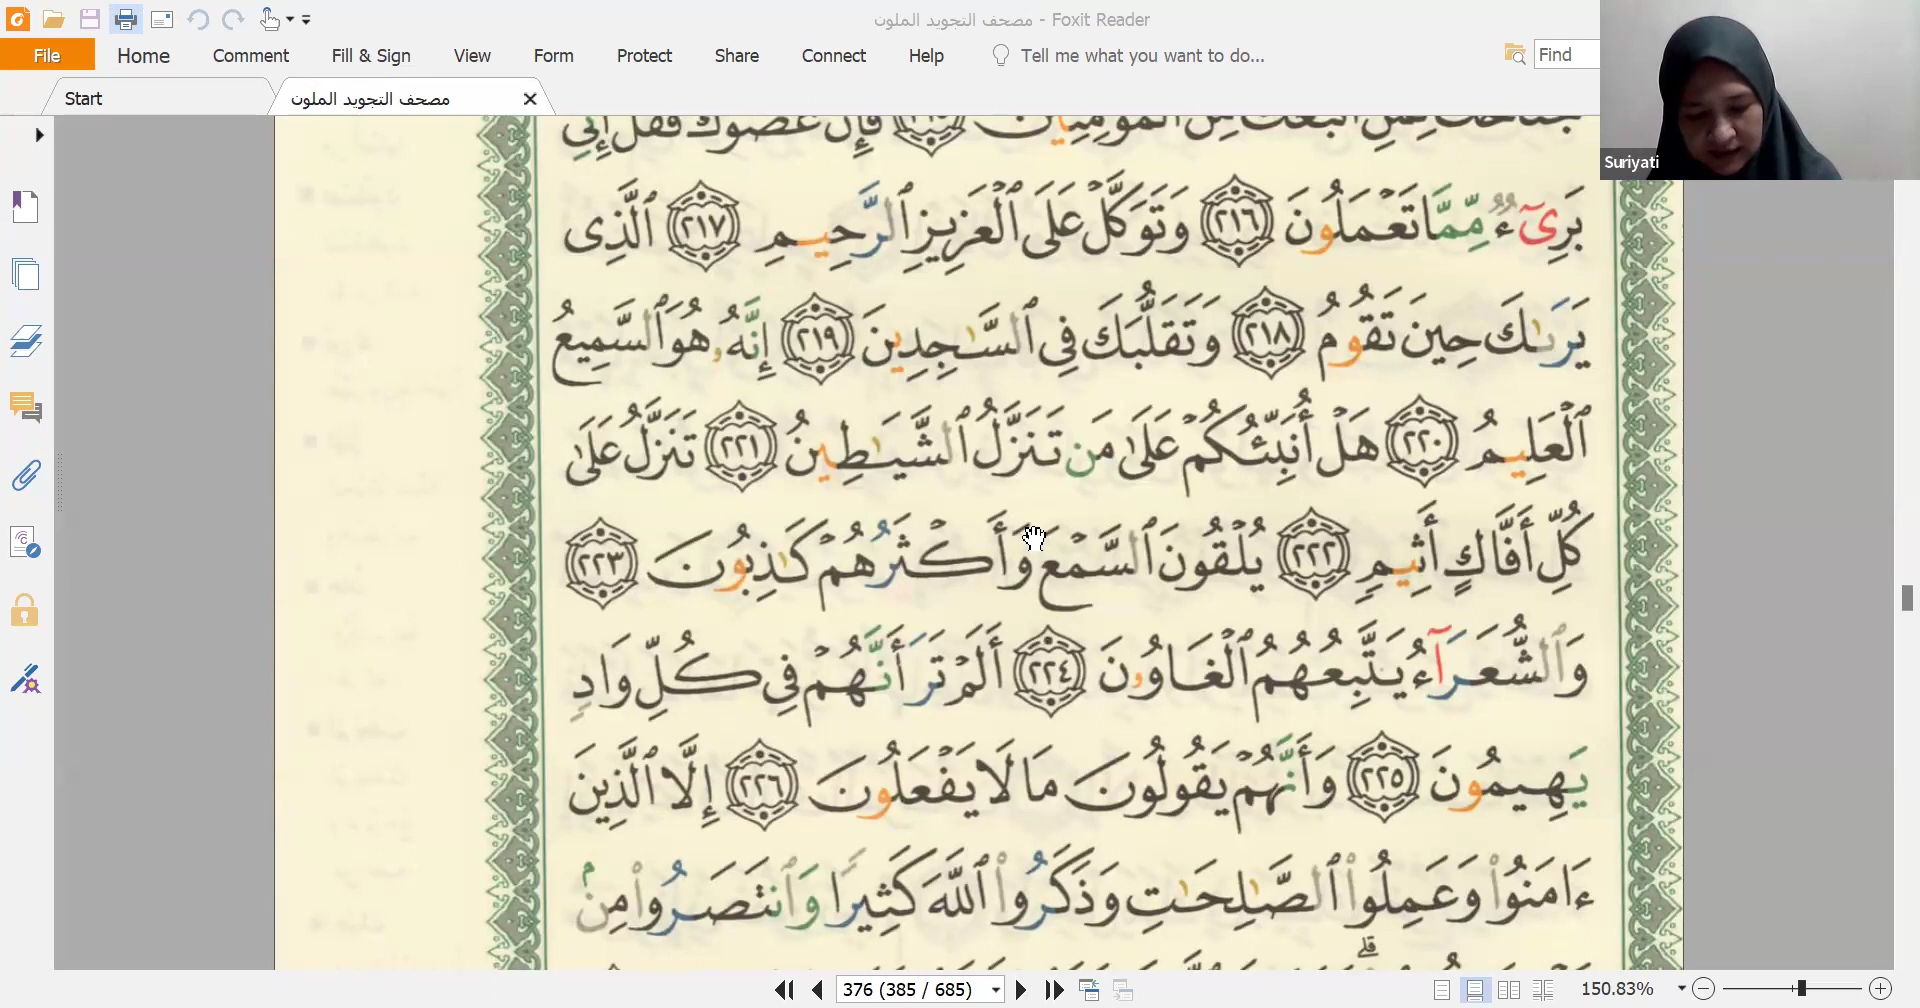 مصحف التجويد الملون - Foxit Reader
File Home Comment Fill & Sign View Form Protect Share Connect Help Tell me what you want to do... Find
Start مصحف التجويد الملون
Suriyati
بَرِىٓءٌ مِّمَّا تَعْمَلُونَ ٢١٦ وَتَوَكَّلْ عَلَى ٱلْعَزِيزِ ٱلرَّحِيمِ ٢١٧ ٱلَّذِى
يَرَىٰكَ حِينَ تَقُومُ ٢١٨ وَتَقَلُّبَكَ فِى ٱلسَّـٰجِدِينَ ٢١٩ إِنَّهُۥ هُوَ ٱلسَّمِيعُ
ٱلْعَلِيمُ ٢٢٠ هَلْ أُنَبِّئُكُمْ عَلَىٰ مَن تَنَزَّلُ ٱلشَّيَـٰطِينُ ٢٢١ تَنَزَّلُ عَلَىٰ
كُلِّ أَفَّاكٍ أَثِيمٍ ٢٢٢ يُلْقُونَ ٱلسَّمْعَ وَأَكْثَرُهُمْ كَـٰذِبُونَ ٢٢٣
وَٱلشُّعَرَآءُ يَتَّبِعُهُمُ ٱلْغَاوُۥنَ ٢٢٤ أَلَمْ تَرَ أَنَّهُمْ فِى كُلِّ وَادٍ
يَهِيمُونَ ٢٢٥ وَأَنَّهُمْ يَقُولُونَ مَا لَا يَفْعَلُونَ ٢٢٦ إِلَّا ٱلَّذِينَ
ءَامَنُوا۟ وَعَمِلُوا۟ ٱلصَّـٰلِحَـٰتِ وَذَكَرُوا۟ ٱللَّهَ كَثِيرًا وَٱنتَصَرُوا۟ مِنۢ
376 (385 / 685) 150.83%